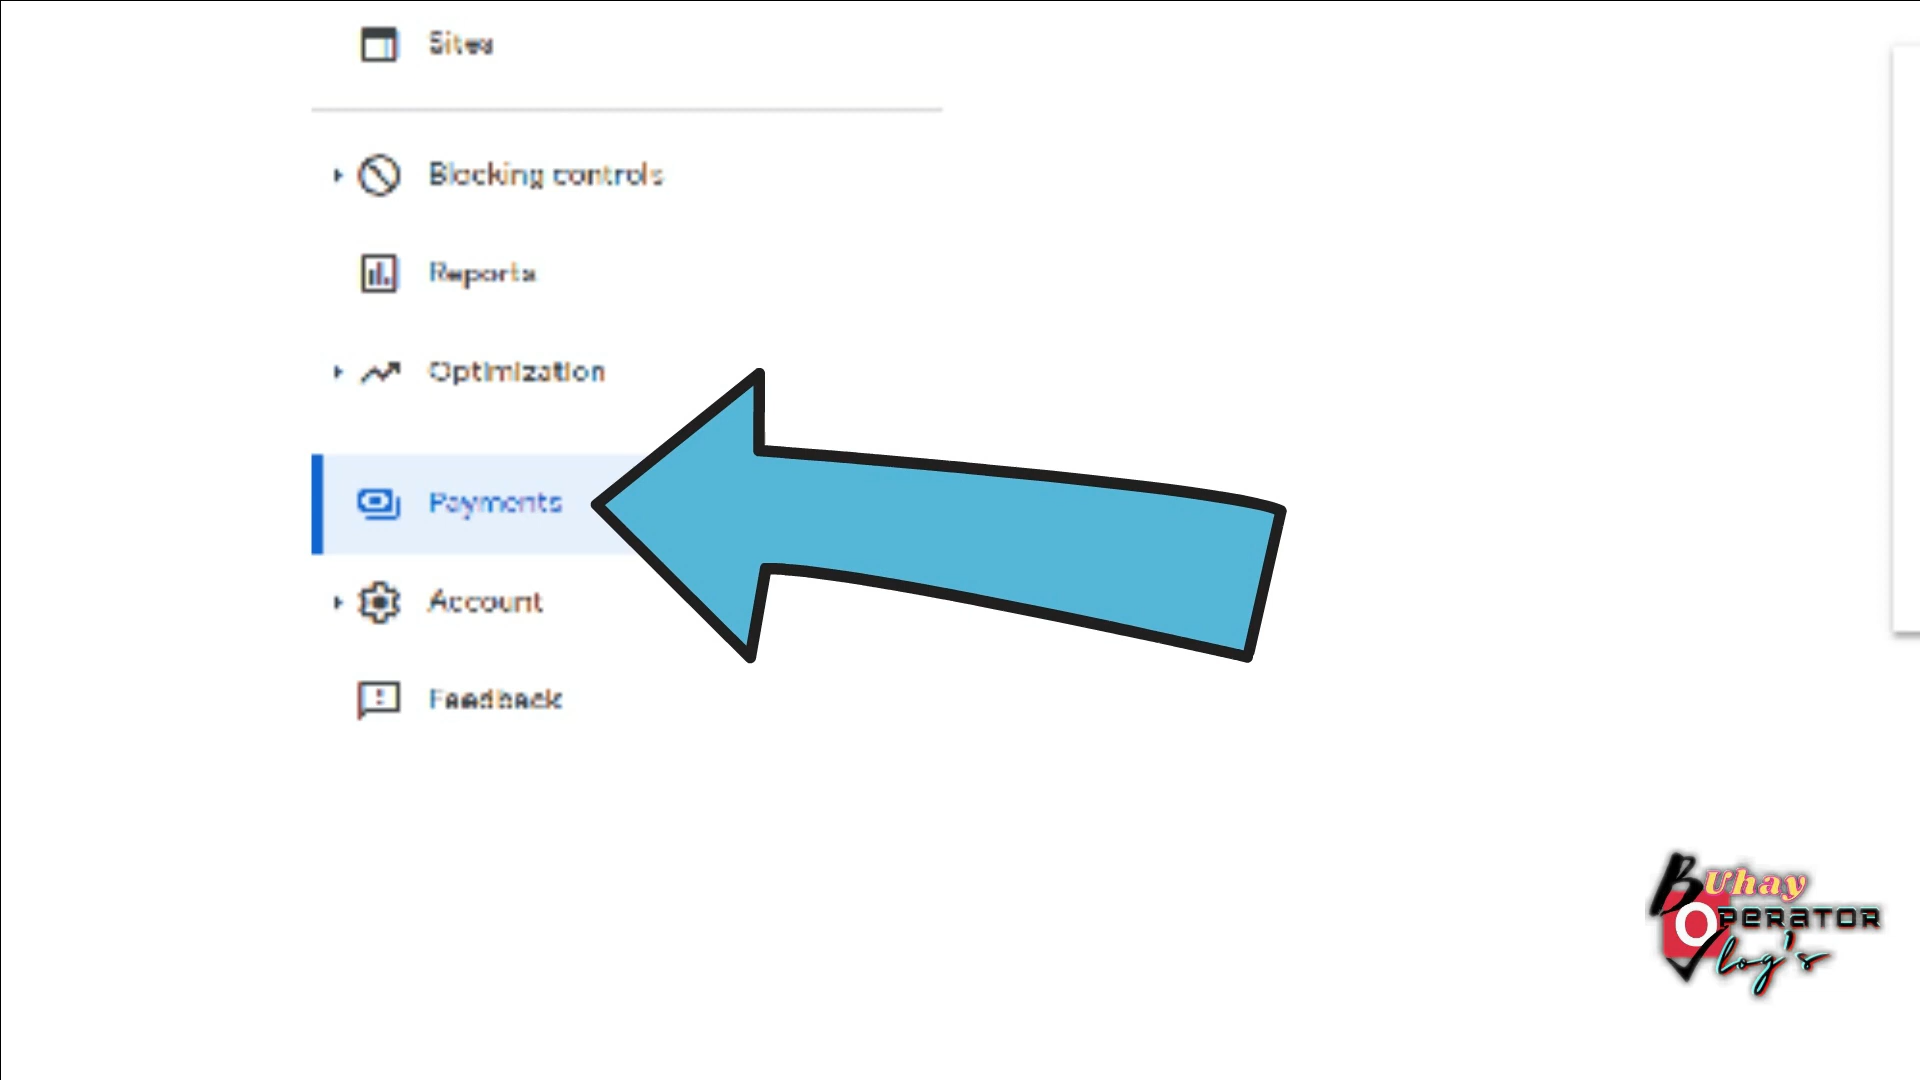 Sites
Blocking controls
Reports
Optimization
Payments
Account
Feedback
Buhay
OPERATOR
Vlog's